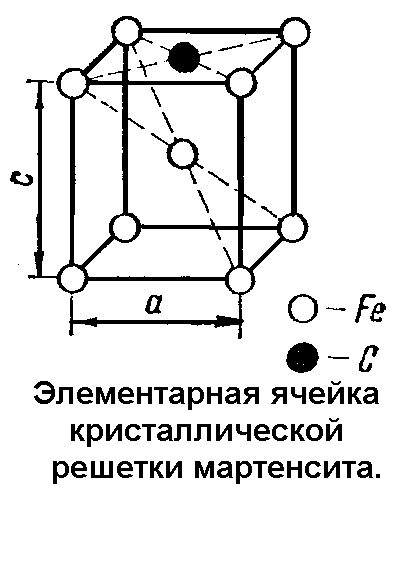 c
a
– Fe
– C
Элементарная ячейка
кристаллической
решетки мартенсита.